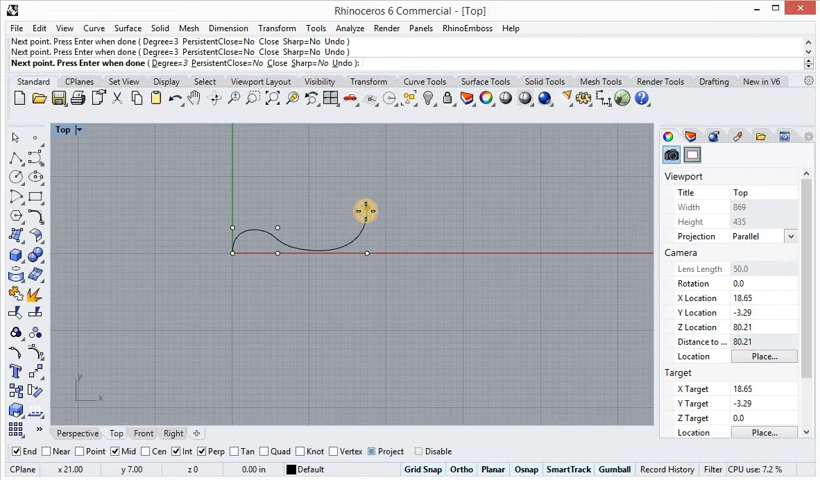 Rhinoceros 6 Commercial - [Top]
File Edit View Curve Surface Solid Mesh Dimension Transform Tools Analyze Render Panels RhinoEmboss Help
Next point. Press Enter when done ( Degree=3 PersistentClose=No Close Sharp=No Undo )
Next point. Press Enter when done ( Degree=3 PersistentClose=No Close Sharp=No Undo )
Next point. Press Enter when done ( Degree=3 PersistentClose=No Close Sharp=No Undo ):
Standard CPlanes Set View Display Select Viewport Layout Visibility Transform Curve Tools Surface Tools Solid Tools Mesh Tools Render Tools Drafting New in V6
Top
Viewport
Title Top
Width 869
Height 435
Projection Parallel
Camera
Lens Length 50.0
Rotation 0.0
X Location 18.65
Y Location -3.29
Z Location 80.21
Distance to ... 80.21
Location Place...
Target
X Target 18.65
Y Target -3.29
Z Target 0.0
Location Place...
y
x
Perspective Top Front Right
End Near Point Mid Cen Int Perp Tan Quad Knot Vertex Project Disable
CPlane x 21.00 y 7.00 z 0 0.00 in Default Grid Snap Ortho Planar Osnap SmartTrack Gumball Record History Filter CPU use: 7.2 %